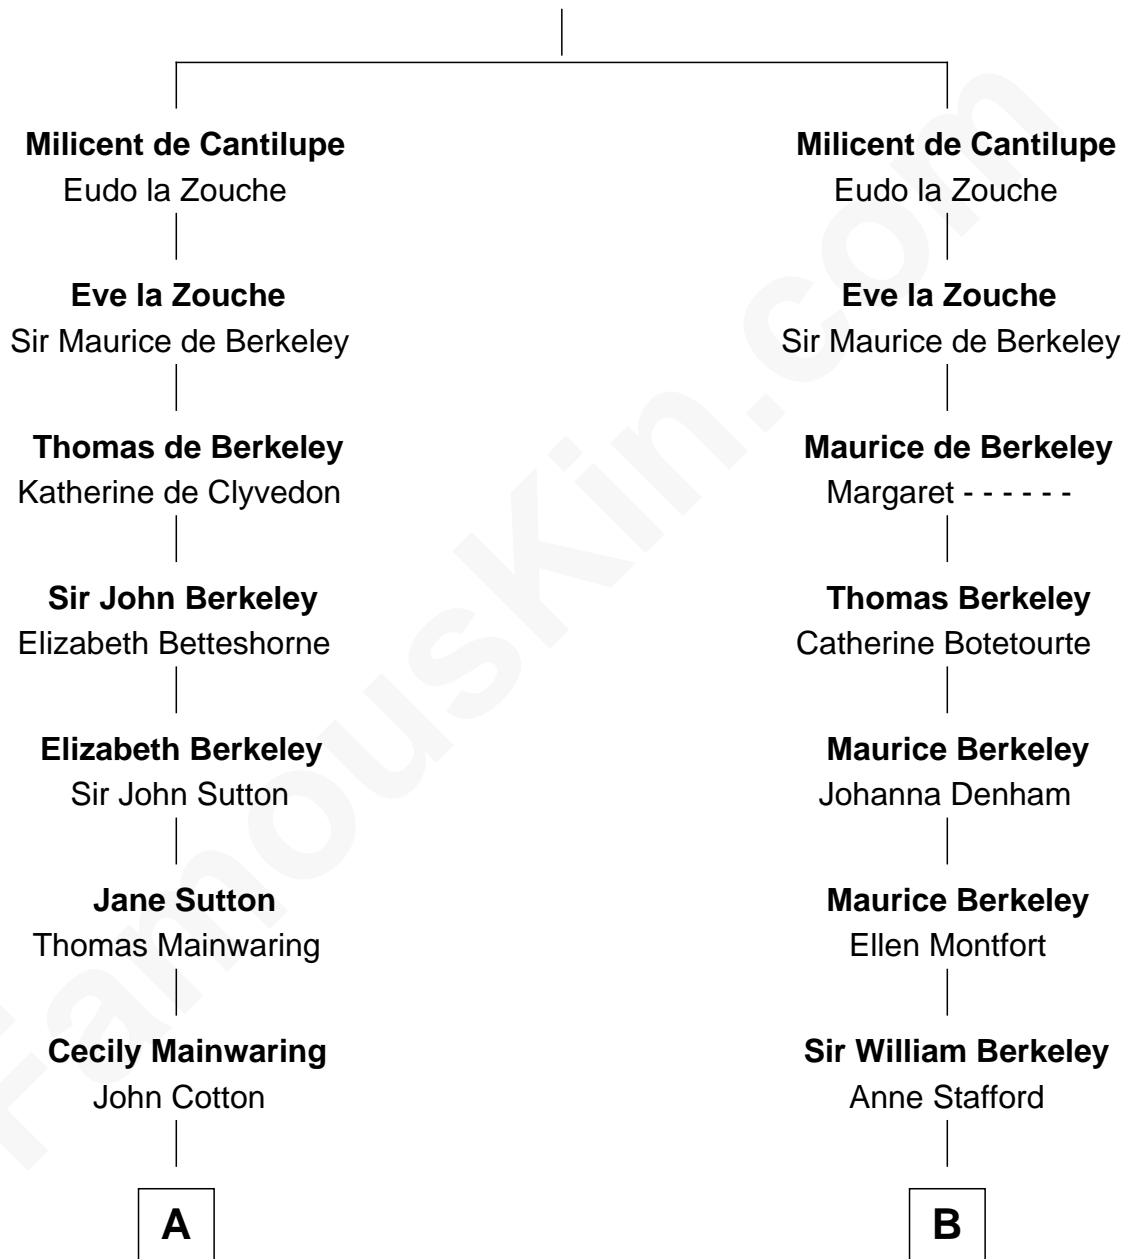 Milicent de Cantilupe
Eudo la Zouche
Eve la Zouche
Sir Maurice de Berkeley
Thomas de Berkeley
Katherine de Clyvedon
Sir John Berkeley
Elizabeth Betteshorne
Elizabeth Berkeley
Sir John Sutton
Jane Sutton
Thomas Mainwaring
Cecily Mainwaring
John Cotton
A
Milicent de Cantilupe
Eudo la Zouche
Eve la Zouche
Sir Maurice de Berkeley
Maurice de Berkeley
Margaret - - - - - -
Thomas Berkeley
Catherine Botetourte
Maurice Berkeley
Johanna Denham
Maurice Berkeley
Ellen Montfort
Sir William Berkeley
Anne Stafford
B
FamousKin.com